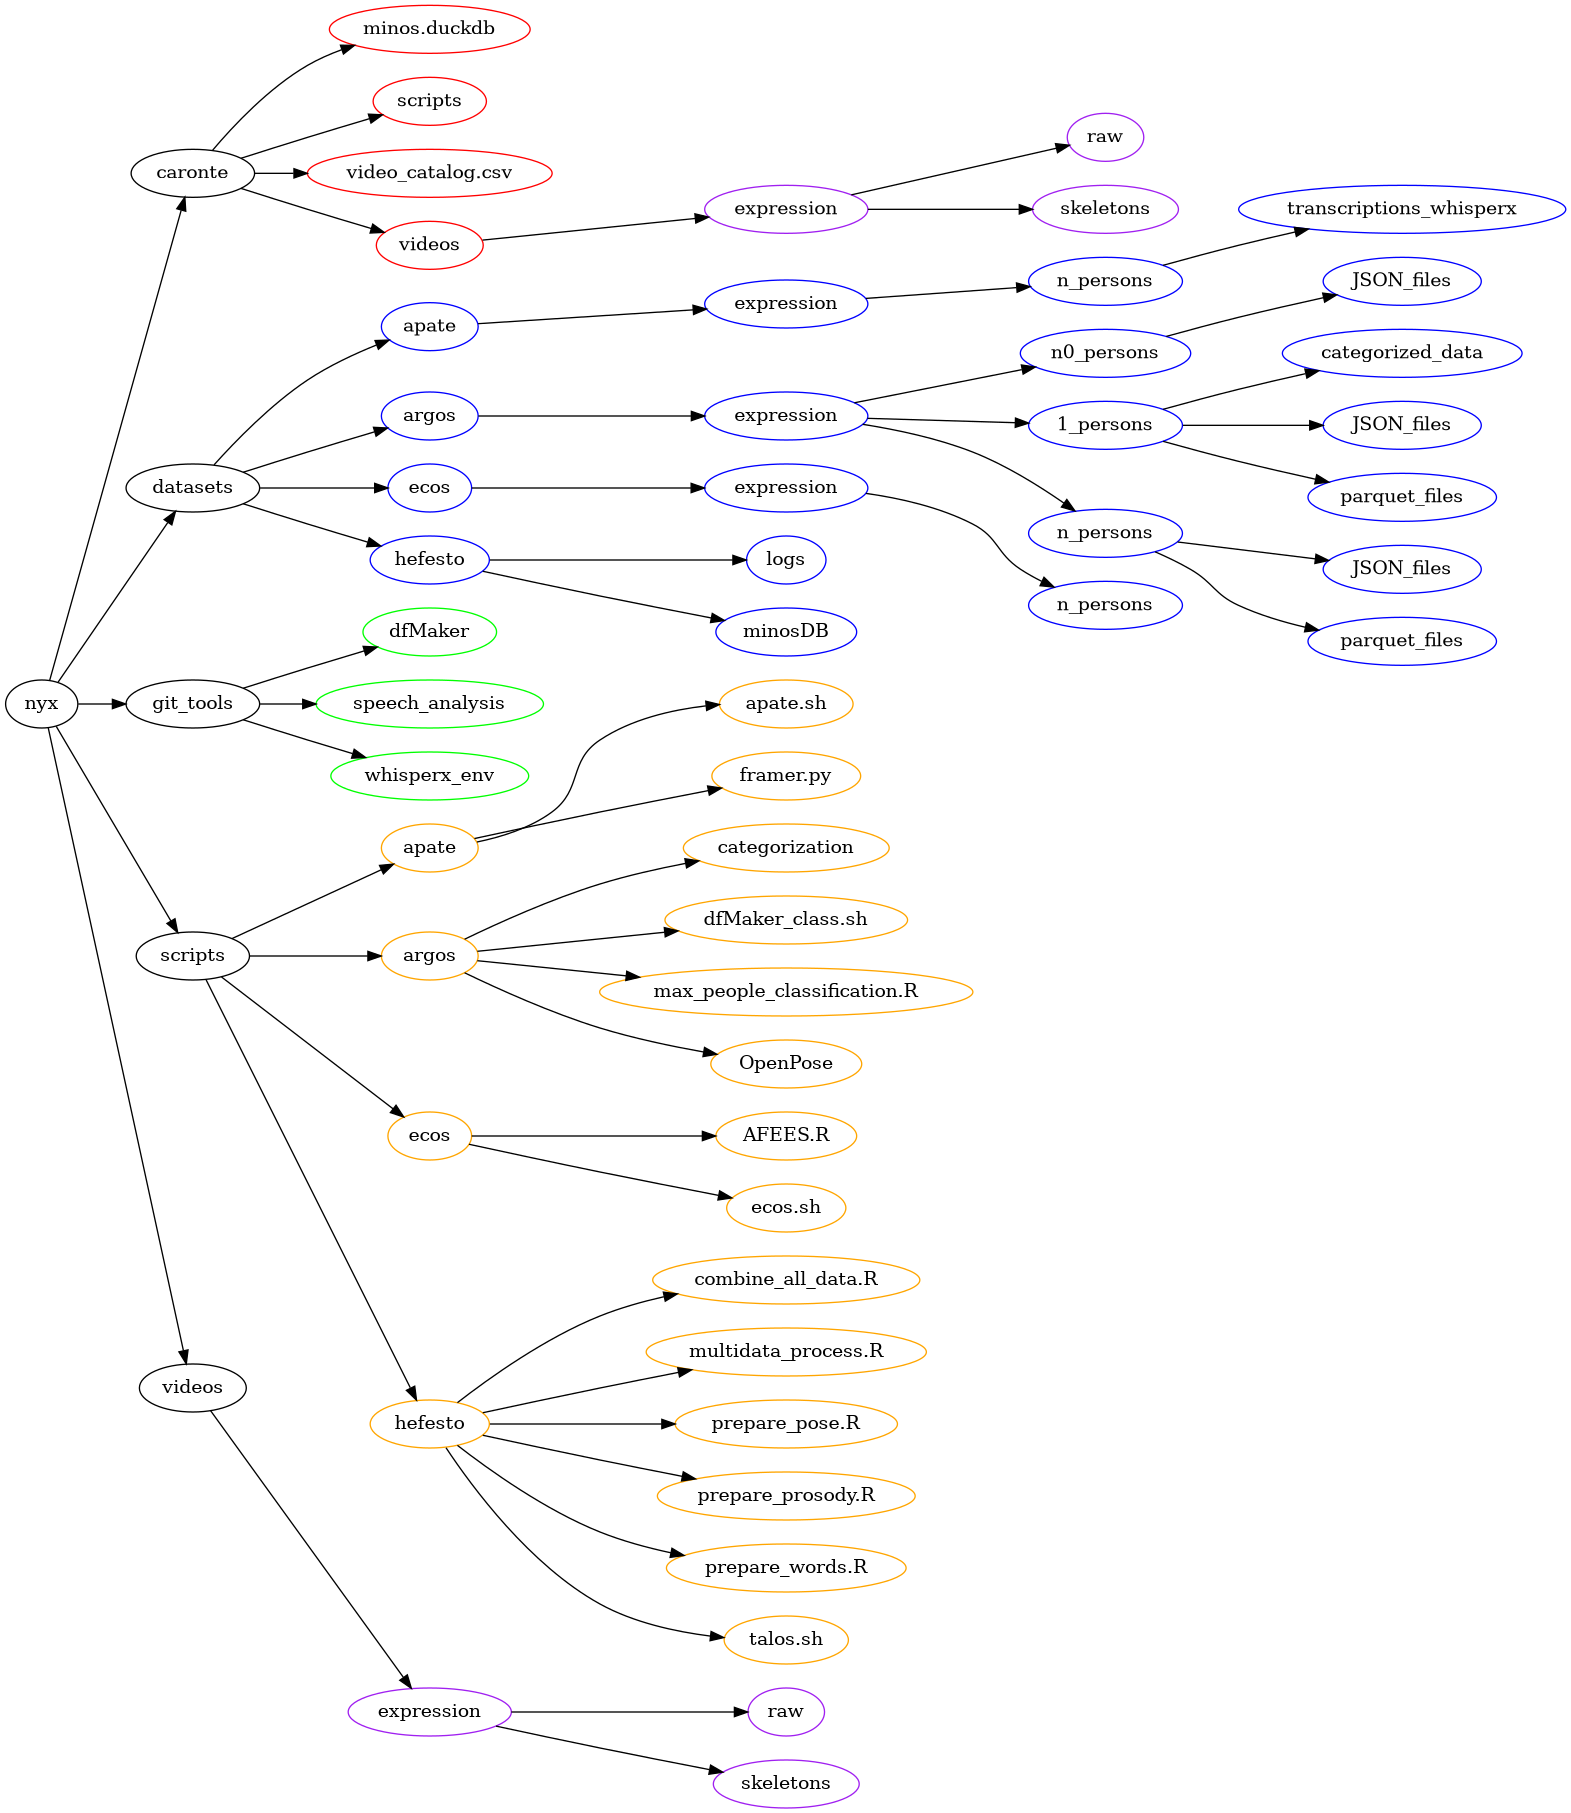 minos.duckdb
scripts
raw
caronte
video_catalog.csv
expression
skeletons
transcriptions_whisperx
videos
n_persons
JSON_files
expression
apate
n0_persons
categorized_data
argos
expression
1_persons
JSON_files
datasets
ecos
expression
parquet_files
n_persons
hefesto
logs
JSON_files
n_persons
dfMaker
minosDB
parquet_files
nyx
git_tools
speech_analysis
apate.sh
whisperx_env
framer.py
apate
categorization
dfMaker_class.sh
scripts
argos
max_people_classification.R
OpenPose
ecos
AFEES.R
ecos.sh
combine_all_data.R
multidata_process.R
videos
hefesto
prepare_pose.R
prepare_prosody.R
prepare_words.R
talos.sh
expression
raw
skeletons